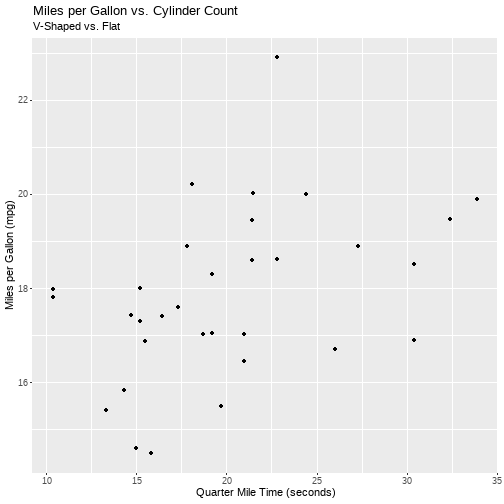 Miles per Gallon vs. Cylinder Count
V-Shaped vs. Flat
22
20
18
16
Miles per Gallon (mpg)
10
15
20
25
30
35
Quarter Mile Time (seconds)